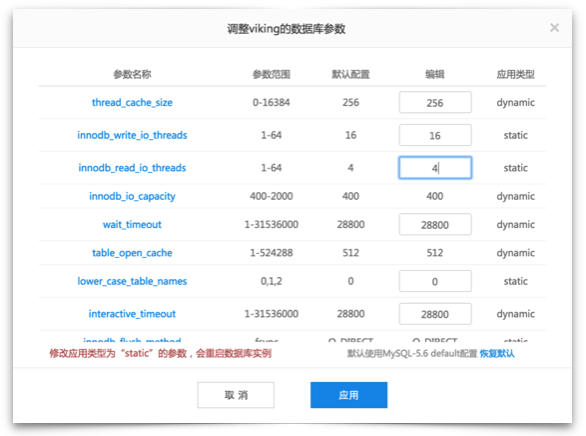 调整viking的数据库参数
×
参数名称 参数范围 默认配置 编辑 应用类型
thread_cache_size 0-16384 256 256 dynamic
innodb_write_io_threads 1-64 16 16 static
innodb_read_io_threads 1-64 4 4 static
innodb_io_capacity 400-2000 400 400 dynamic
wait_timeout 1-31536000 28800 28800 dynamic
table_open_cache 1-524288 512 512 dynamic
lower_case_table_names 0,1,2 0 0 static
interactive_timeout 1-31536000 28800 28800 dynamic
innodb_flush_method fsync O_DIRECT O_DIRECT static
修改应用类型为“static”的参数，会重启数据库实例 默认使用MySQL-5.6 default配置 恢复默认
取 消 应用